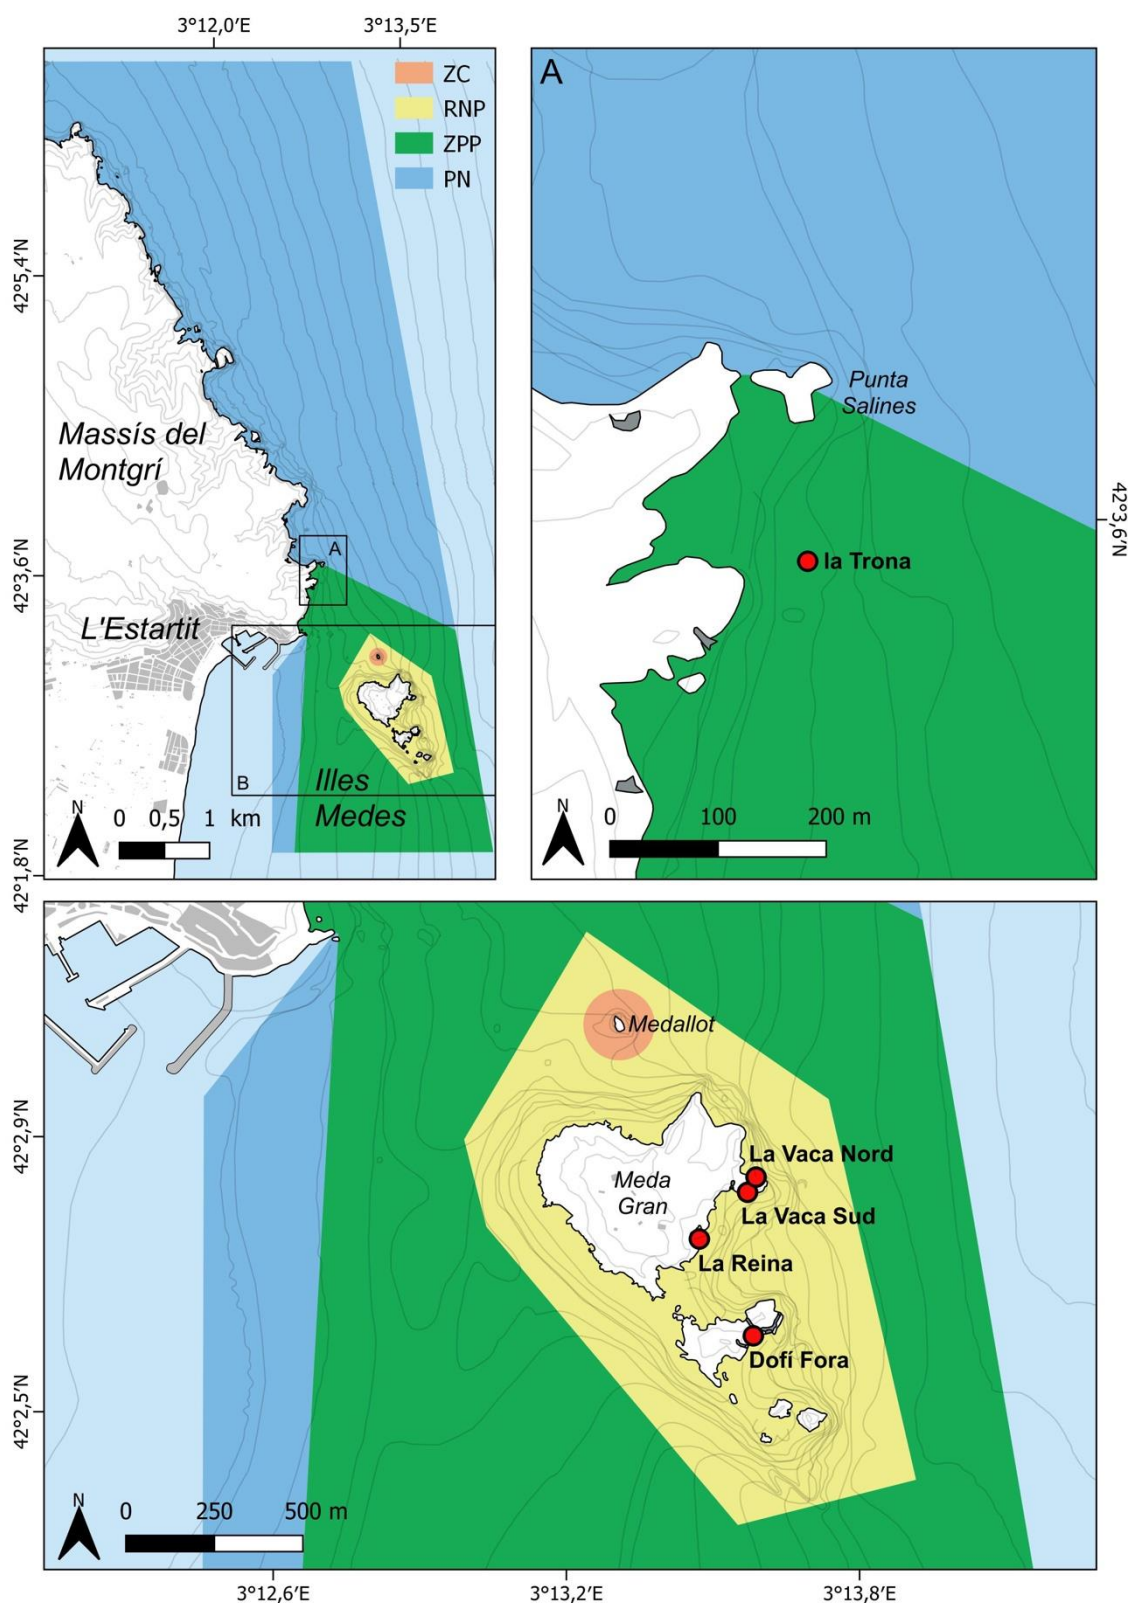 3°12,0′E
3°13,5′E
ZC
RNP
ZPP
PN
42°5,4′N
Massís del
Montgrí
A
42°3,6′N
L'Estartit
B
Illes
Medes
N
0 0,5 1 km
42°1,8′N
A
Punta
Salines
42°3,6′N
la Trona
N
0 100 200 m
Medallot
42°2,9′N
La Vaca Nord
Meda
Gran
La Vaca Sud
La Reina
Dofí Fora
42°2,5′N
N
0 250 500 m
3°12,6′E
3°13,2′E
3°13,8′E